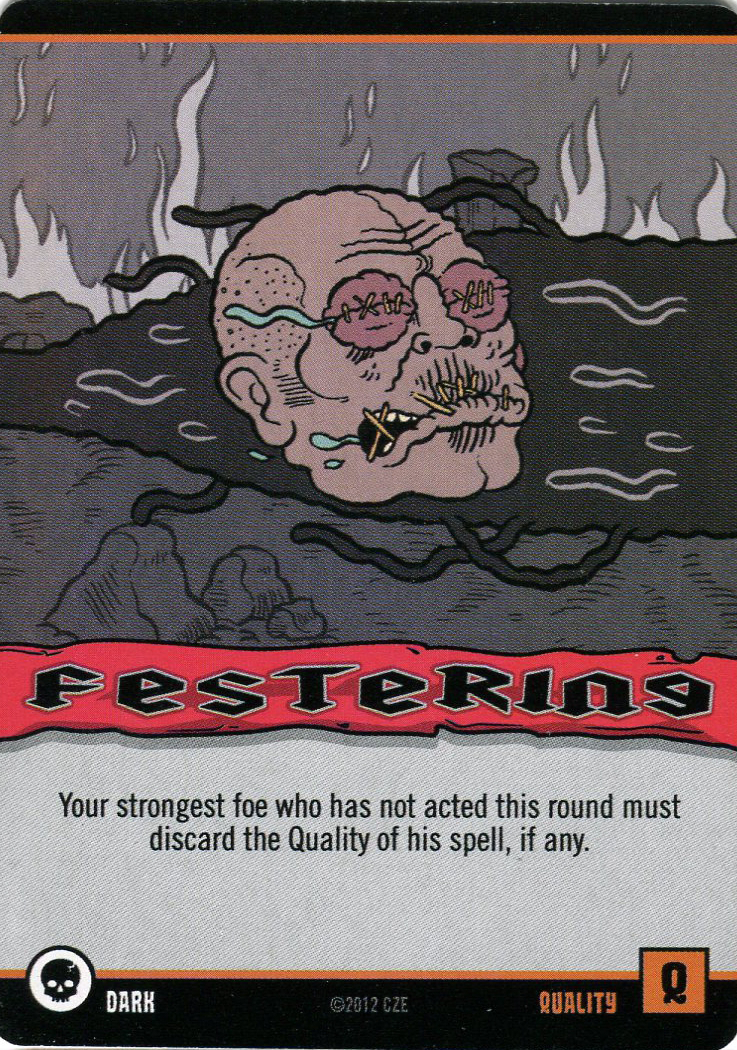 Festering
Your strongest foe who has not acted this round must
discard the Quality of his spell, if any.
DARK
©2012 CZE
QUALITY
Q